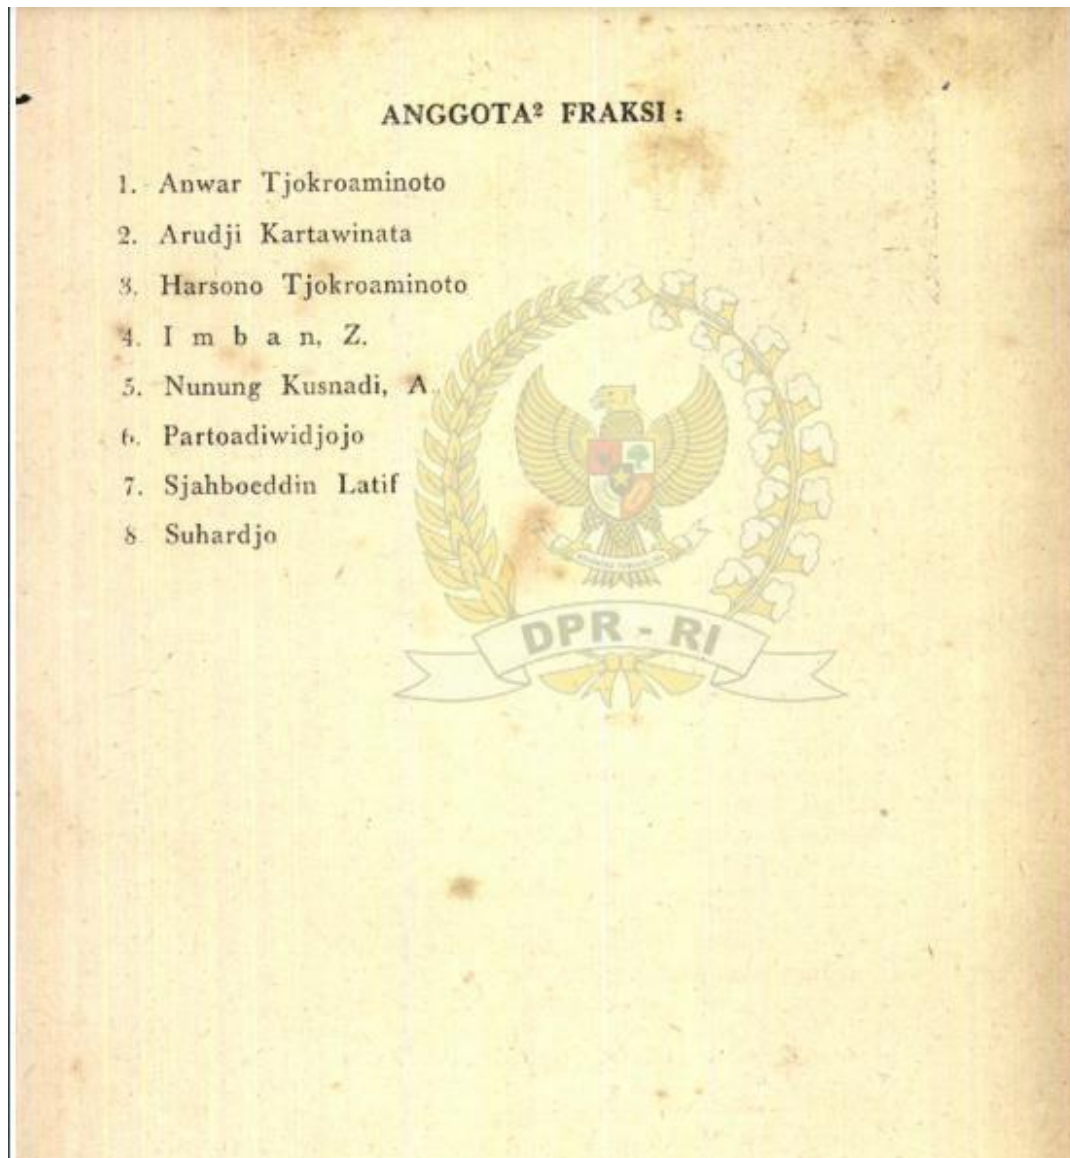 ANGGOTA² FRAKSI :
1. Anwar Tjokroaminoto
2. Arudji Kartawinata
3. Harsono Tjokroaminoto
4. I m b a n, Z.
5. Nunung Kusnadi, A.
6. Partoadiwidjojo
7. Sjahboeddin Latif
8. Suhardjo
DPR - RI